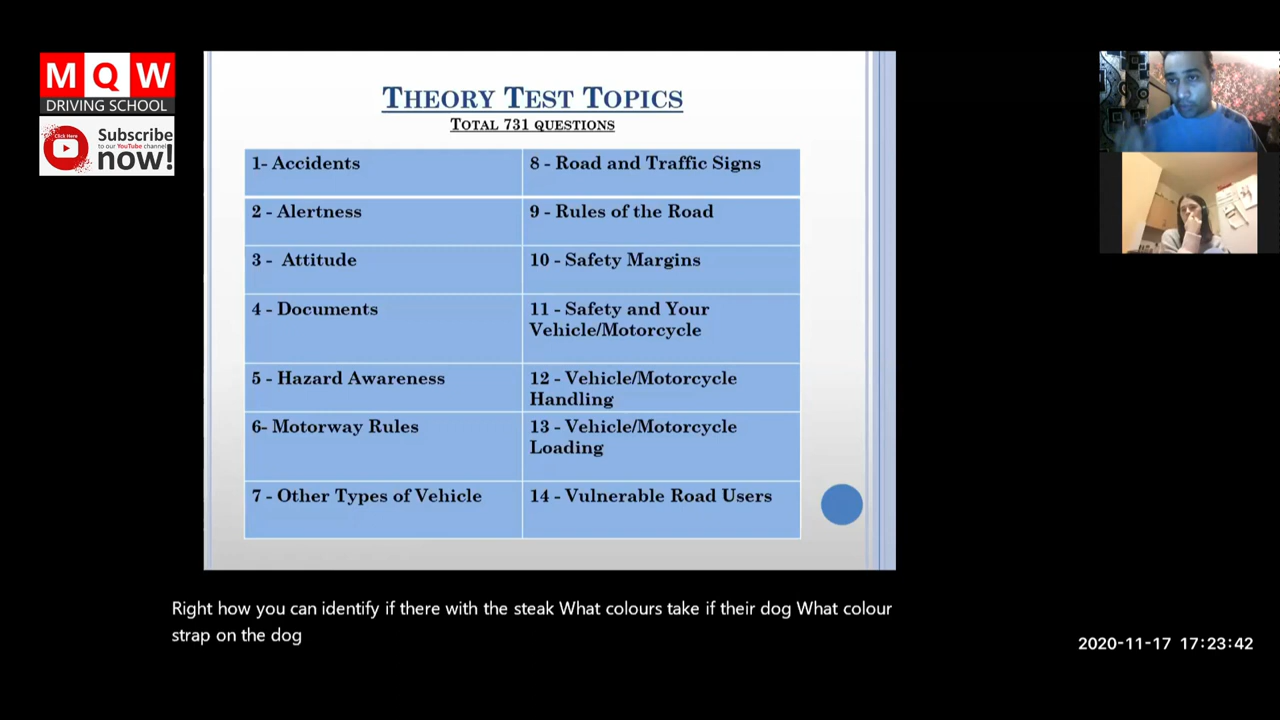 MQW
DRIVING SCHOOL
Click Here
Subscribe
to our YouTube channel
now!
THEORY TEST TOPICS
TOTAL 731 QUESTIONS
1- Accidents
8 - Road and Traffic Signs
2 - Alertness
9 - Rules of the Road
3 - Attitude
10 - Safety Margins
4 - Documents
11 - Safety and Your
Vehicle/Motorcycle
5 - Hazard Awareness
12 - Vehicle/Motorcycle
Handling
6- Motorway Rules
13 - Vehicle/Motorcycle
Loading
7 - Other Types of Vehicle
14 - Vulnerable Road Users
Right how you can identify if there with the steak What colours take if their dog What colour
strap on the dog
2020-11-17 17:23:42